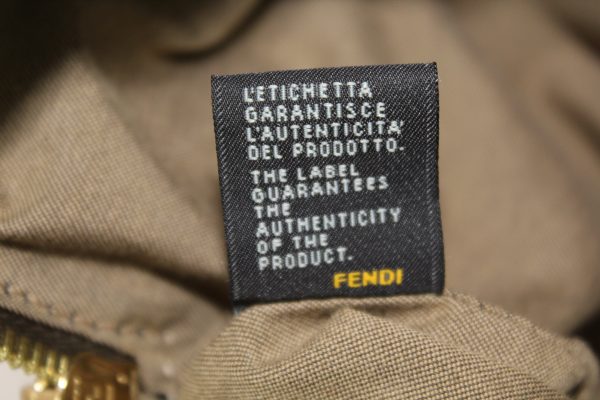 L'ETICHETTA
GARANTISCE
L'AUTENTICITA'
DEL PRODOTTO.
THE LABEL
GUARANTEES
THE
AUTHENTICITY
OF THE
PRODUCT.
FENDI